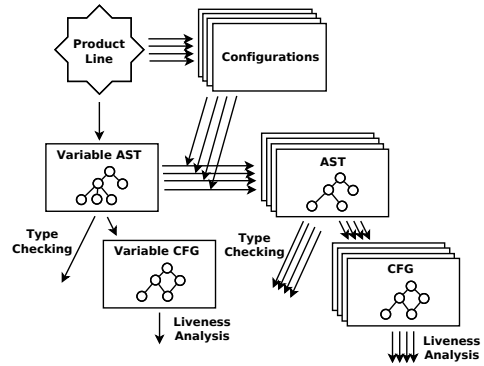 Product
Line
Configurations
Variable AST
AST
Type
Checking
Variable CFG
Type
Checking
CFG
Liveness
Analysis
Liveness
Analysis